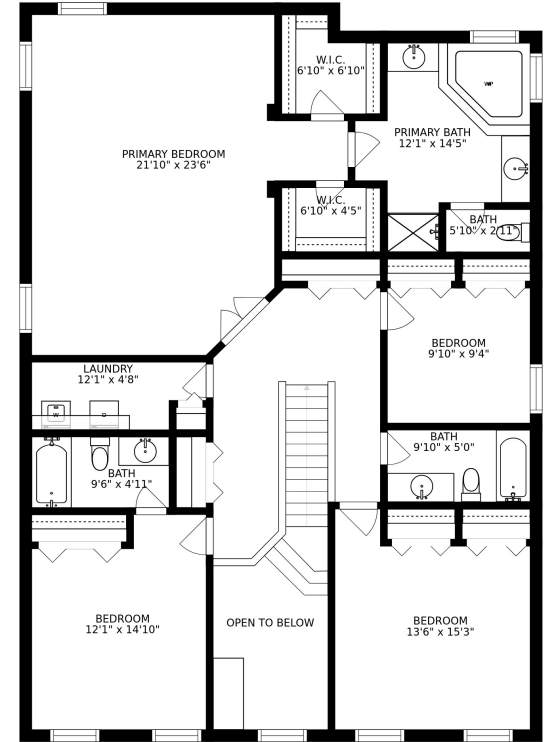 W.I.C.
6'10" x 6'10"
PRIMARY BEDROOM
21'10" x 23'6"
PRIMARY BATH
12'1" x 14'5"
W.I.C.
6'10" x 4'5"
BATH
5'10" x 2'11"
BEDROOM
9'10" x 9'4"
LAUNDRY
12'1" x 4'8"
W
D
BATH
9'10" x 5'0"
BATH
9'6" x 4'11"
BEDROOM
12'1" x 14'10"
OPEN TO BELOW
BEDROOM
13'6" x 15'3"